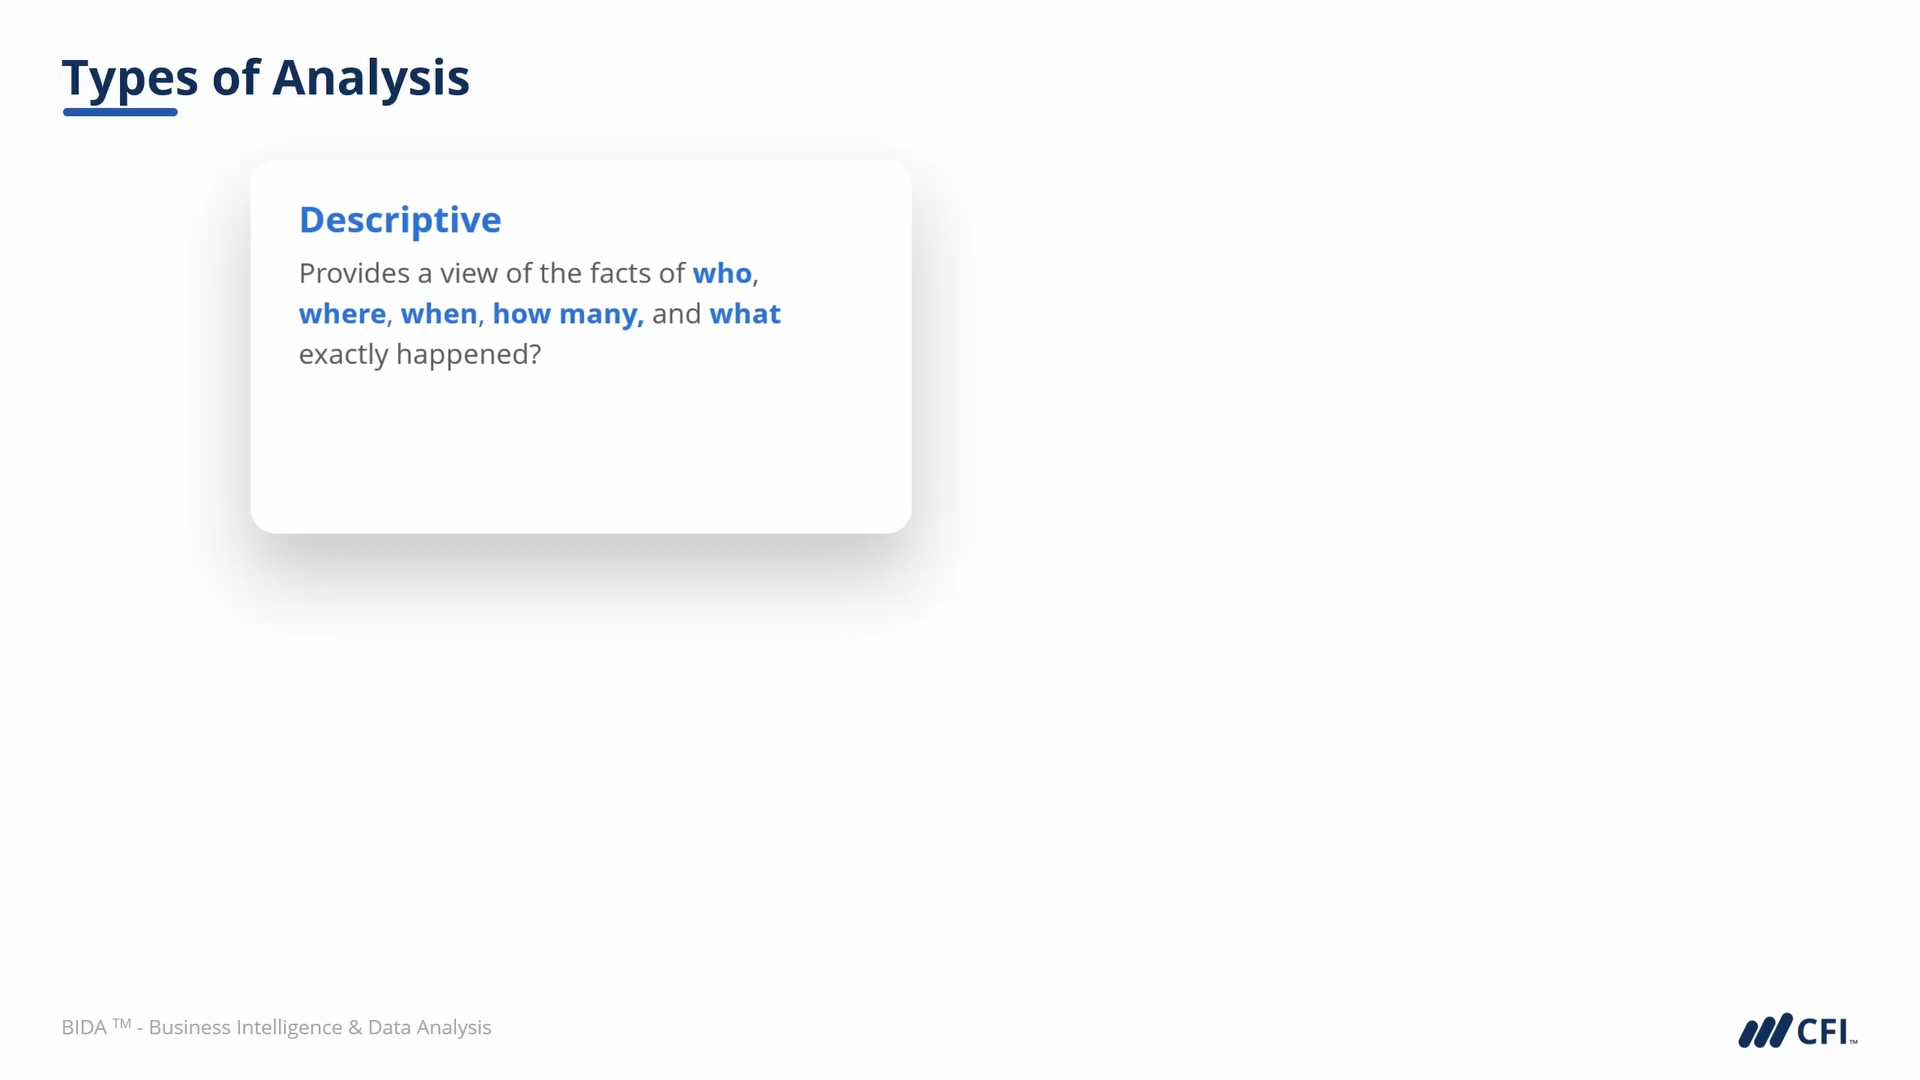 Types of Analysis
Descriptive
Provides a view of the facts of who,
where, when, how many, and what
exactly happened?
BIDA TM - Business Intelligence & Data Analysis
CFI™